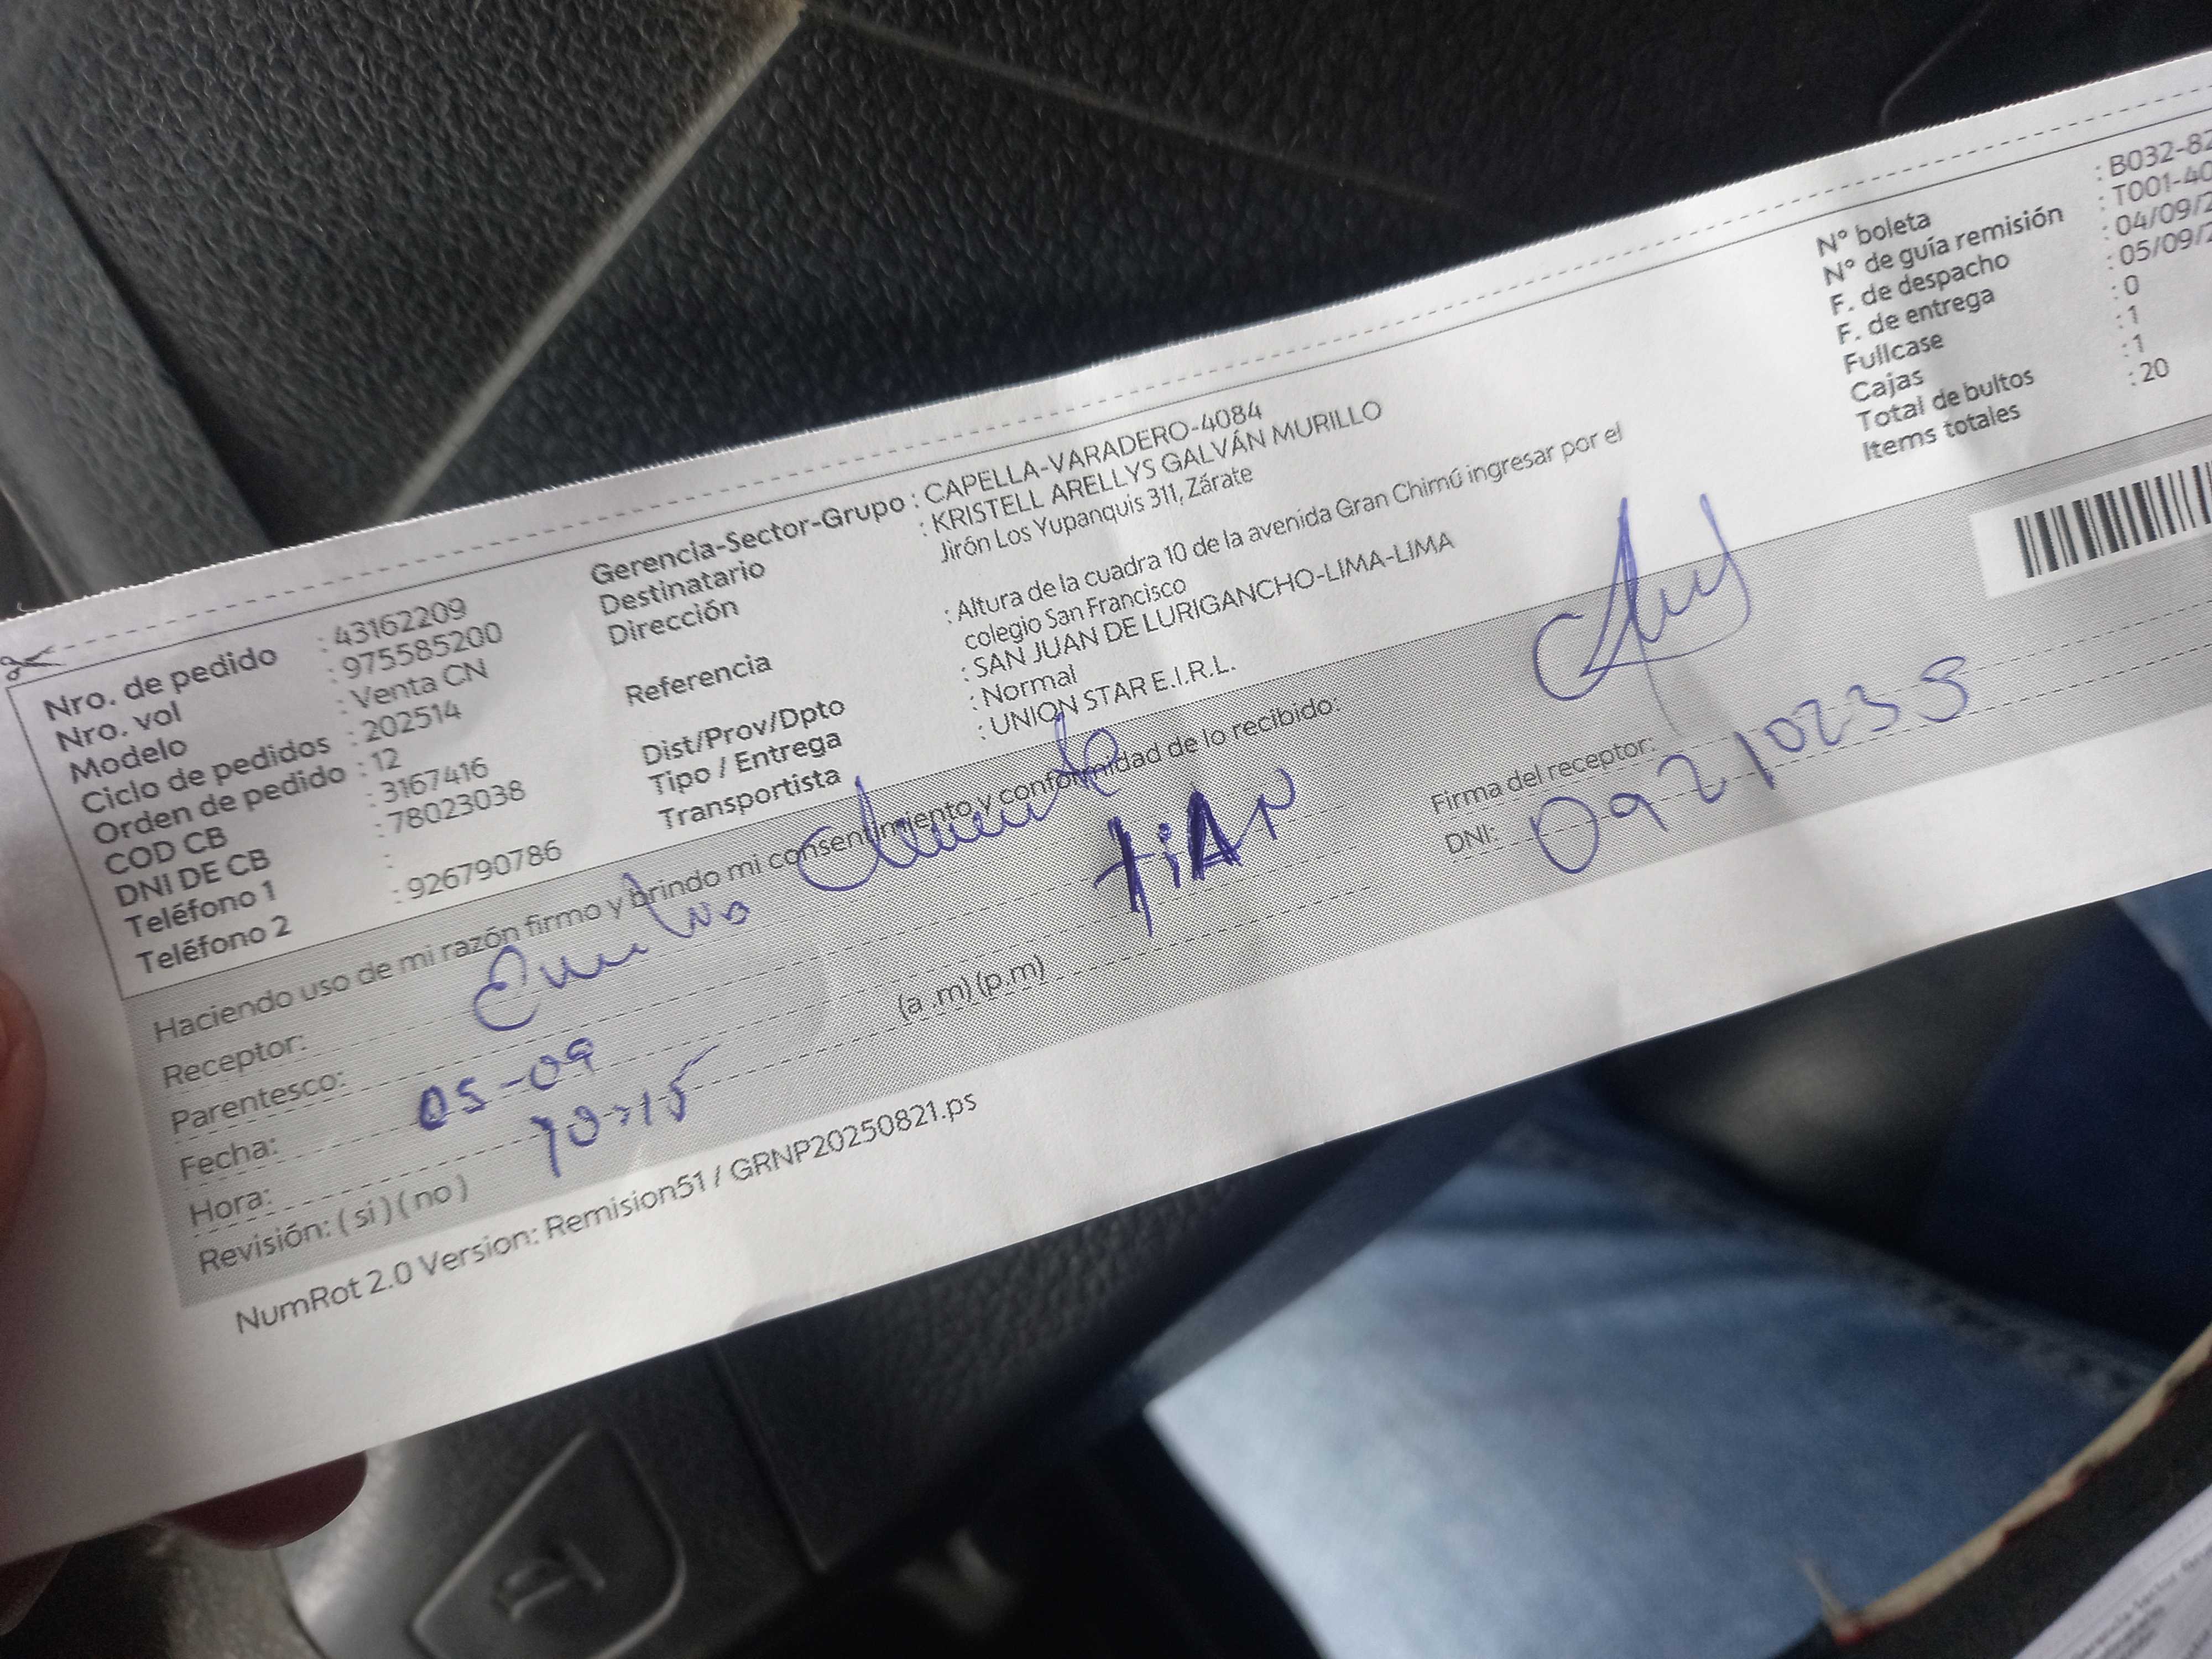 Nro. de pedido : 43162209
Nro. vol : 975585200
Modelo : Venta CN
Ciclo de pedidos : 202514
Orden de pedido : 12
COD CB : 3167416
DNI DE CB : 78023038
Teléfono 1 :
Teléfono 2 : 926790786
Gerencia-Sector-Grupo : CAPELLA-VARADERO-4084
Destinatario : KRISTELL ARELLYS GALVÁN MURILLO
Dirección Jirón Los Yupanquis 311, Zárate
Referencia : Altura de la cuadra 10 de la avenida Gran Chimú ingresar por el
colegio San Francisco
Dist/Prov/Dpto : SAN JUAN DE LURIGANCHO-LIMA-LIMA
Tipo / Entrega : Normal
Transportista : UNION STAR E.I.R.L.
N° boleta : B032-82
N° de guía remisión : T001-40
F. de despacho : 04/09/2
F. de entrega : 05/09/2
Fullcase : 0
Cajas : 1
Total de bultos : 1
Items totales : 20
Haciendo uso de mi razón firmo y brindo mi consentimiento y conformidad de lo recibido:
Receptor: Emilio
Parentesco: tiAr
Fecha: 05-09
Hora: 10:15 (a .m) (p.m)
Revisión: ( si ) ( no )
Firma del receptor:
DNI: 09210235
NumRot 2.0 Version: Remision51 / GRNP20250821.ps